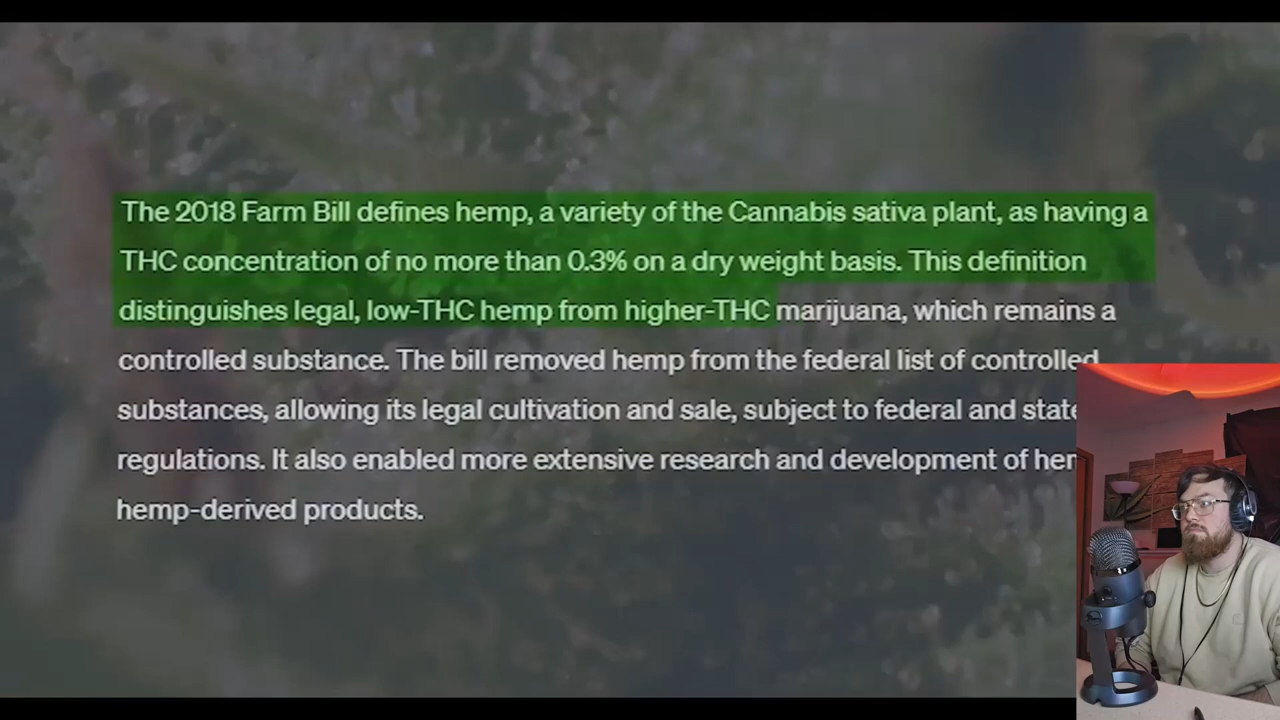 The 2018 Farm Bill defines hemp, a variety of the Cannabis sativa plant, as having a
THC concentration of no more than 0.3% on a dry weight basis. This definition
distinguishes legal, low-THC hemp from higher-THC marijuana, which remains a
controlled substance. The bill removed hemp from the federal list of controlled
substances, allowing its legal cultivation and sale, subject to federal and state
regulations. It also enabled more extensive research and development of
hemp-derived products.